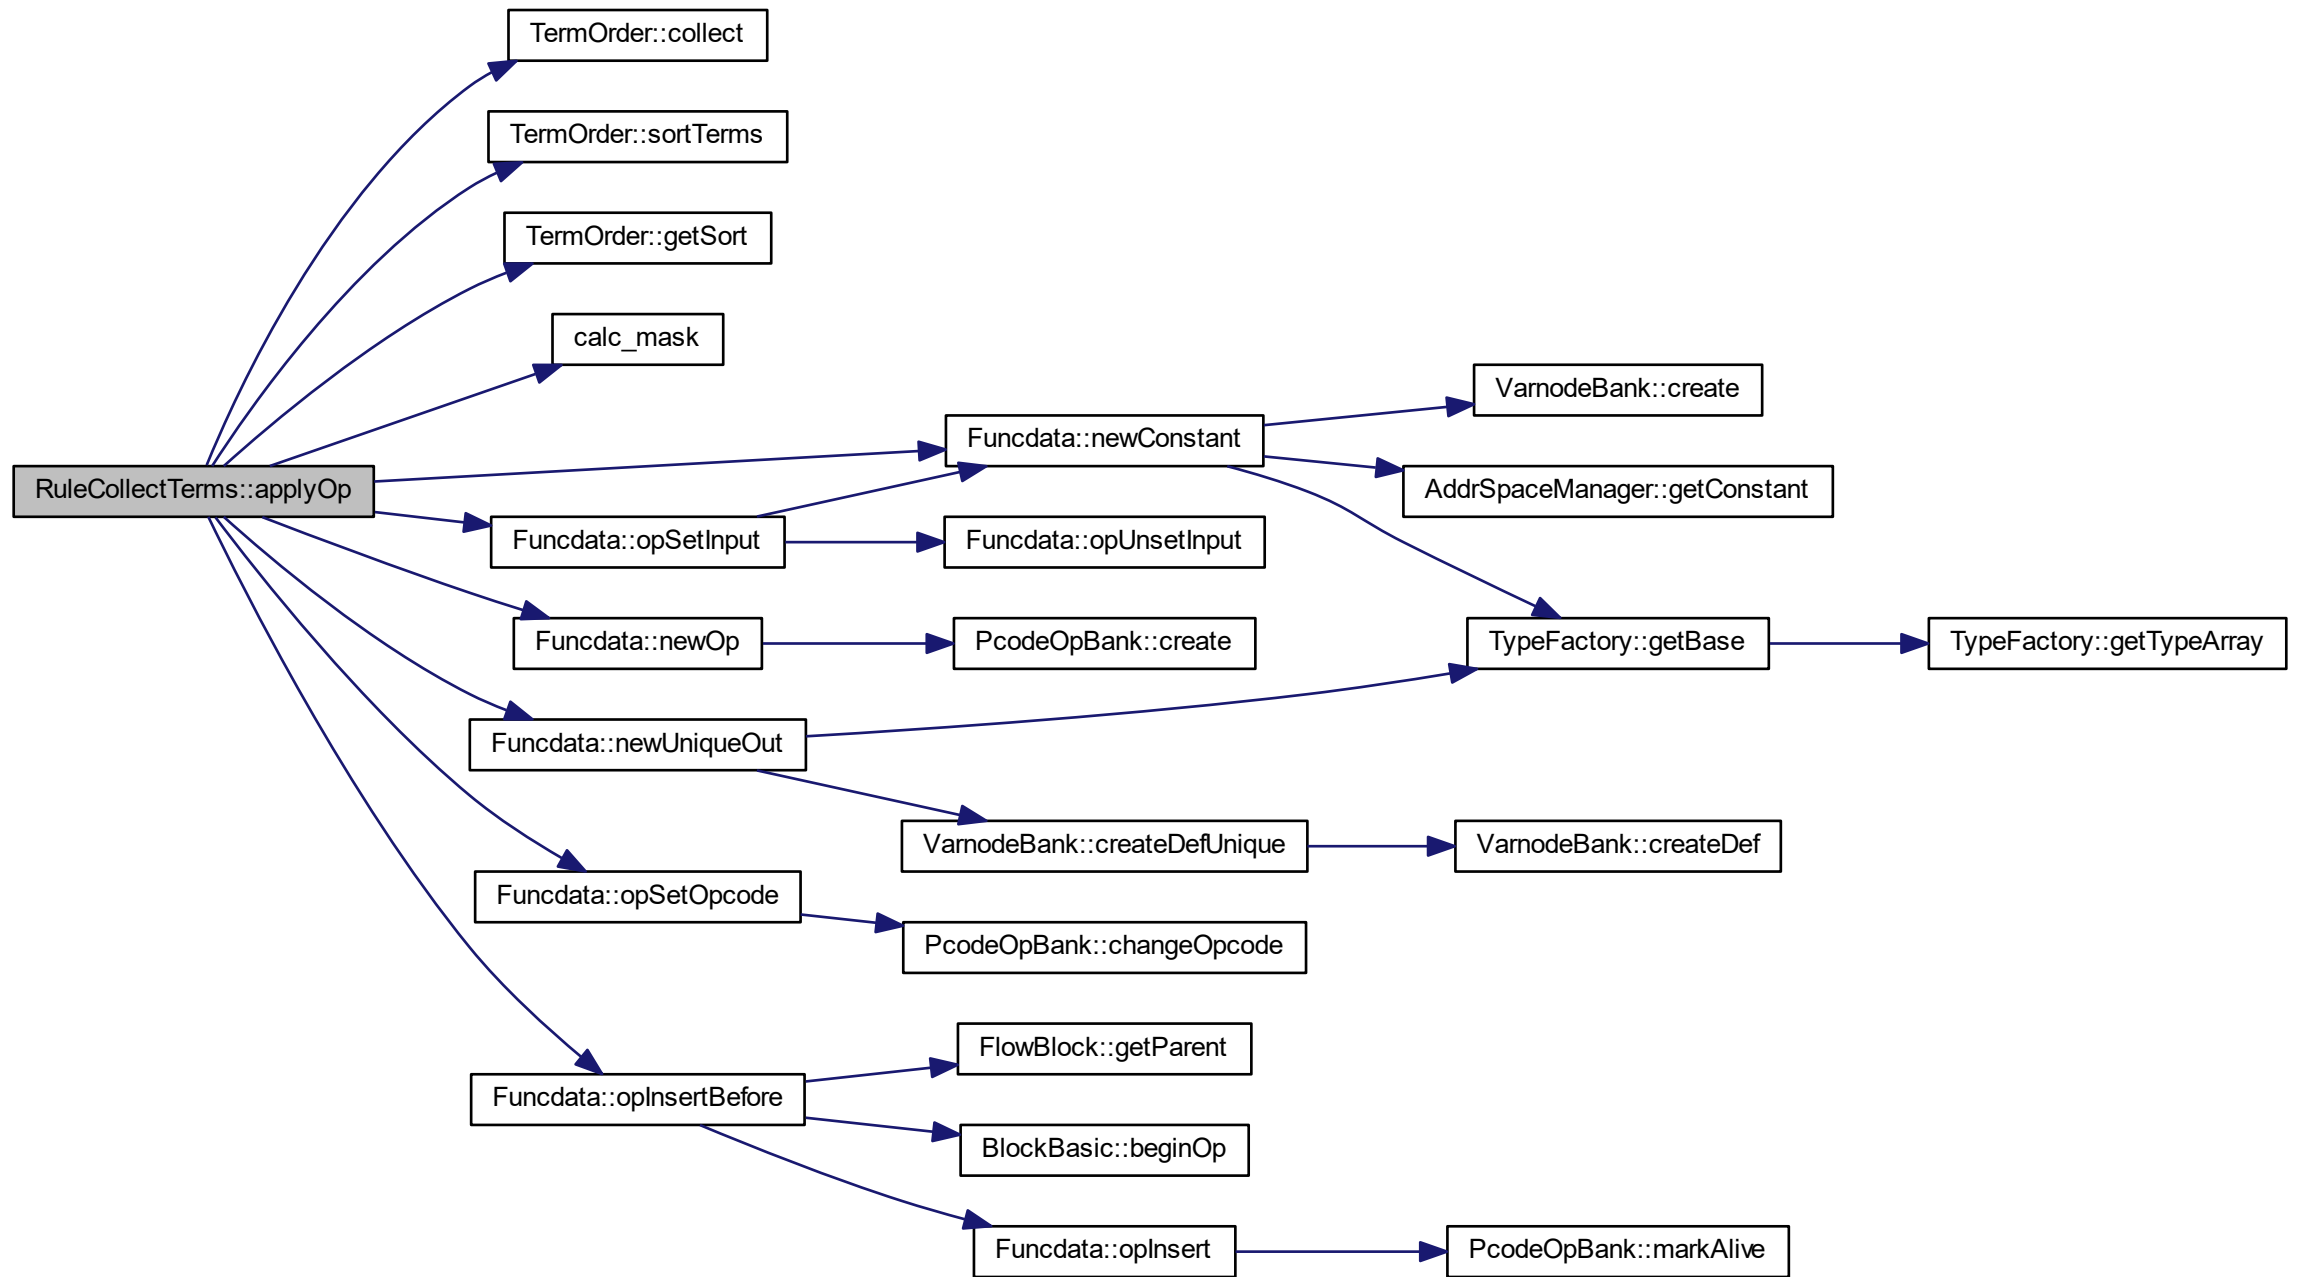 TermOrder::collect
TermOrder::sortTerms
TermOrder::getSort
calc_mask
VarnodeBank::create
Funcdata::newConstant
RuleCollectTerms::applyOp
AddrSpaceManager::getConstant
Funcdata::opSetInput
Funcdata::opUnsetInput
Funcdata::newOp
PcodeOpBank::create
TypeFactory::getBase
TypeFactory::getTypeArray
Funcdata::newUniqueOut
VarnodeBank::createDefUnique
VarnodeBank::createDef
Funcdata::opSetOpcode
PcodeOpBank::changeOpcode
FlowBlock::getParent
Funcdata::opInsertBefore
BlockBasic::beginOp
Funcdata::opInsert
PcodeOpBank::markAlive